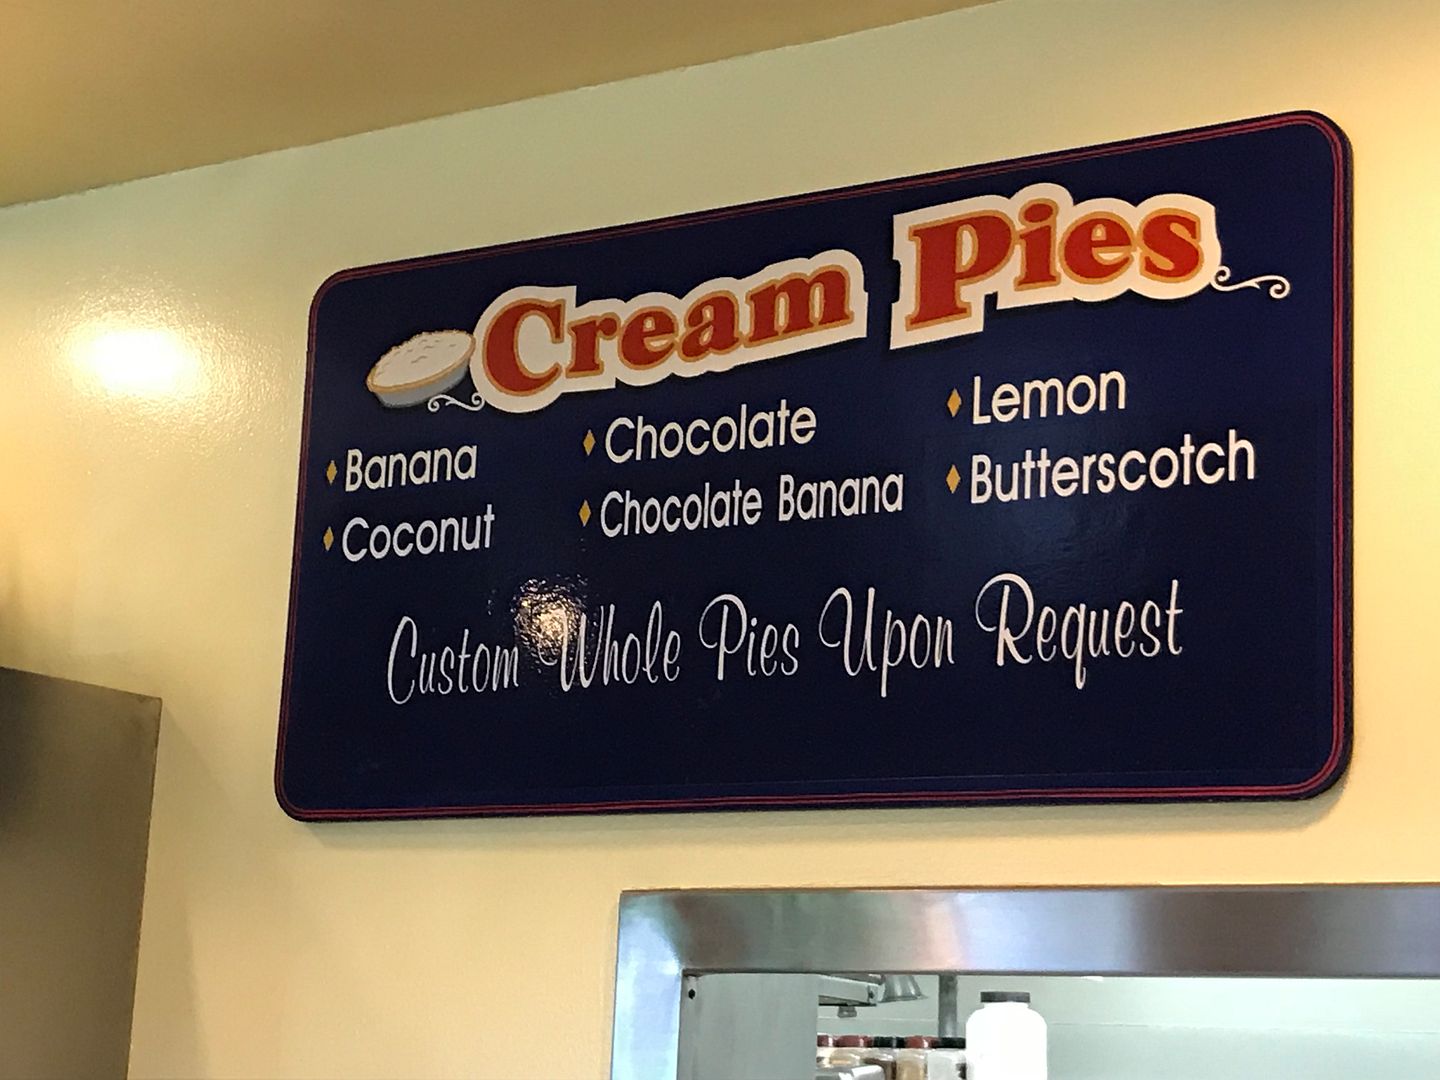 Cream Pies
Banana
Coconut
Chocolate
Chocolate Banana
Lemon
Butterscotch
Custom Whole Pies Upon Request